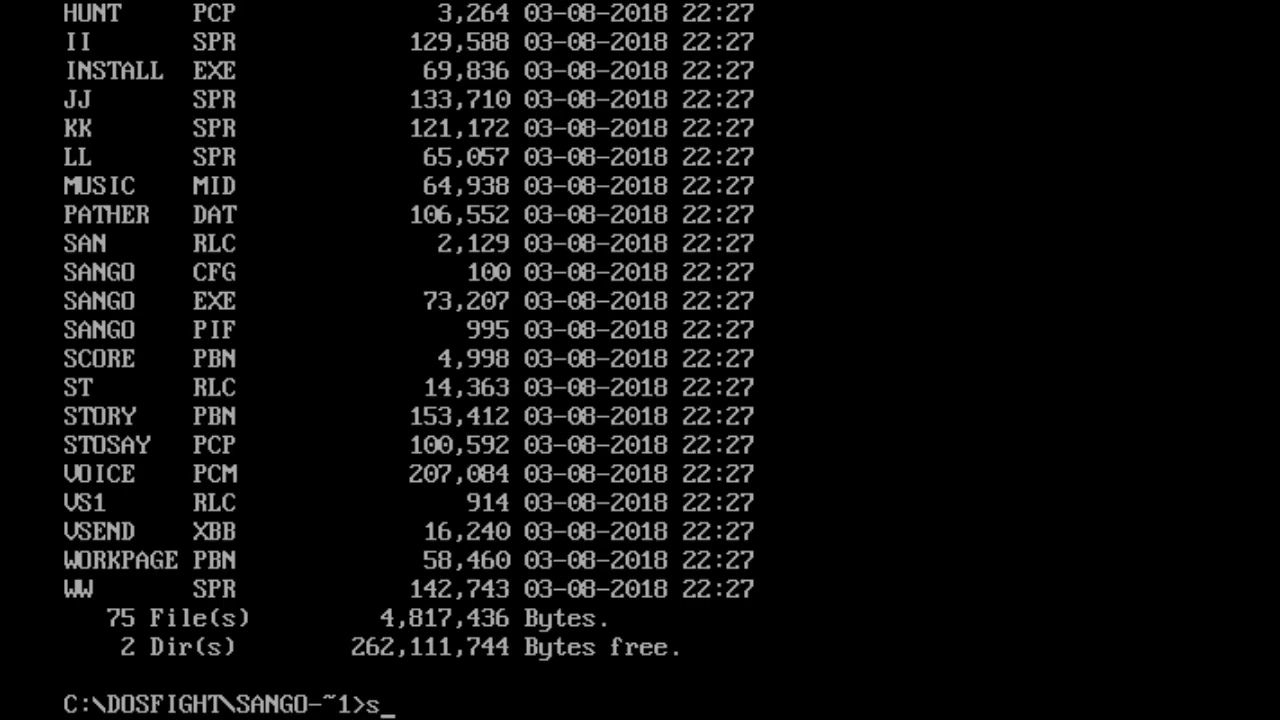 HUNT     PCP              3,264 03-08-2018 22:27
II       SPR            129,588 03-08-2018 22:27
INSTALL  EXE             69,836 03-08-2018 22:27
JJ       SPR            133,710 03-08-2018 22:27
KK       SPR            121,172 03-08-2018 22:27
LL       SPR             65,057 03-08-2018 22:27
MUSIC    MID             64,938 03-08-2018 22:27
PATHER   DAT            106,552 03-08-2018 22:27
SAN      RLC              2,129 03-08-2018 22:27
SANGO    CFG                100 03-08-2018 22:27
SANGO    EXE             73,207 03-08-2018 22:27
SANGO    PIF                995 03-08-2018 22:27
SCORE    PBN              4,998 03-08-2018 22:27
ST       RLC             14,363 03-08-2018 22:27
STORY    PBN            153,412 03-08-2018 22:27
STOSAY   PCP            100,592 03-08-2018 22:27
VOICE    PCM            207,084 03-08-2018 22:27
VS1      RLC                914 03-08-2018 22:27
VSEND    XBB             16,240 03-08-2018 22:27
WORKPAGE PBN             58,460 03-08-2018 22:27
WW       SPR            142,743 03-08-2018 22:27
   75 File(s)         4,817,436 Bytes.
    2 Dir(s)        262,111,744 Bytes free.
C:\DOSFIGHT\SANGO-~1>s_